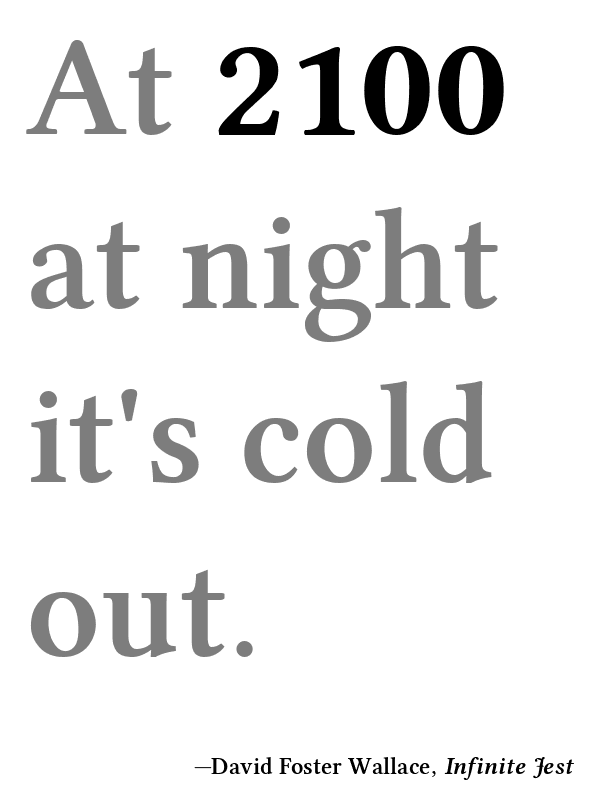 At 2100
at night
it's cold
out.
—David Foster Wallace, Infinite Jest